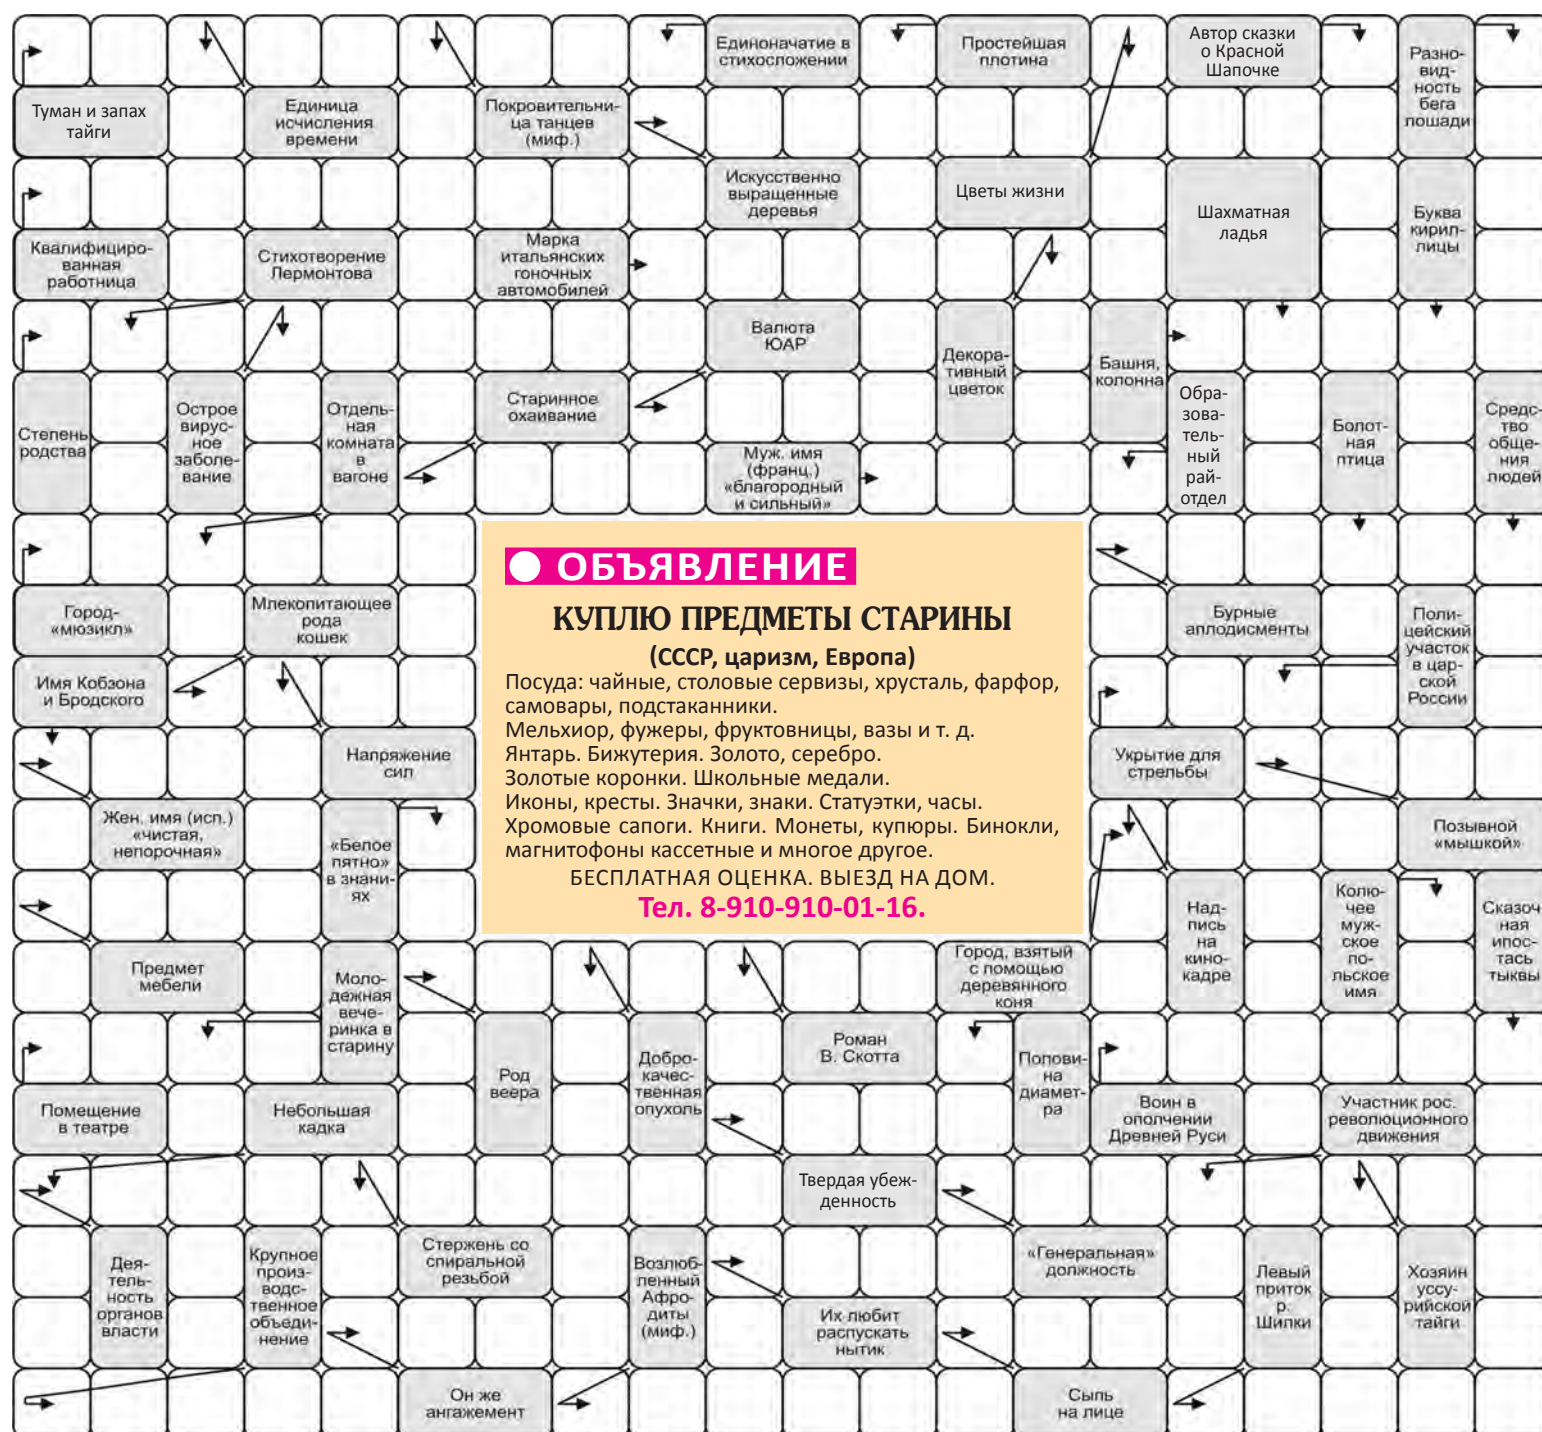 Единоначатие в
стихосложении
Простейшая
плотина
Автор сказки
о Красной
Шапочке
Разно-
вид-
ность
бега
лошади
Туман и запах
тайги
Единица
исчисления
времени
Покровительни-
ца танцев
(миф.)
Искусственно
выращенные
деревья
Цветы жизни
Шахматная
ладья
Буква
кирил-
лицы
Квалифициро-
ванная
работница
Стихотворение
Лермонтова
Марка
итальянских
гоночных
автомобилей
Валюта
ЮАР
Декора-
тивный
цветок
Башня,
колонна
Степень
родства
Острое
вирус-
ное
заболе-
вание
Отдель-
ная
комната
в
вагоне
Старинное
охаивание
Обра-
зова-
тель-
ный
рай-
отдел
Болот-
ная
птица
Средс-
тво
обще-
ния
людей
Муж. имя
(франц.)
«благородный
и сильный»
ОБЪЯВЛЕНИЕ
КУПЛЮ ПРЕДМЕТЫ СТАРИНЫ
(СССР, царизм, Европа)
Посуда: чайные, столовые сервизы, хрусталь, фарфор,
самовары, подстаканники.
Мельхиор, фужеры, фруктовницы, вазы и т. д.
Янтарь. Бижутерия. Золото, серебро.
Золотые коронки. Школьные медали.
Иконы, кресты. Значки, знаки. Статуэтки, часы.
Хромовые сапоги. Книги. Монеты, купюры. Бинокли,
магнитофоны кассетные и многое другое.
БЕСПЛАТНАЯ ОЦЕНКА. ВЫЕЗД НА ДОМ.
Тел. 8-910-910-01-16.
Город-
«мюзикл»
Млекопитающее
рода
кошек
Бурные
аплодисменты
Поли-
цейский
участок
в цар-
ской
России
Имя Кобзона
и Бродского
Напряжение
сил
Укрытие для
стрельбы
Жен. имя (исп.)
«чистая,
непорочная»
«Белое
пятно»
в знани-
ях
Позывной
«мышкой»
Над-
пись
на
кино-
кадре
Колю-
чее
муж-
ское
по-
льское
имя
Сказоч-
ная
ипос-
тась
тыквы
Предмет
мебели
Моло-
дежная
вече-
ринка в
старину
Город, взятый
с помощью
деревянного
коня
Род
веера
Добро-
качес-
твенная
опухоль
Роман
В. Скотта
Полови-
на
диамет-
ра
Помещение
в театре
Небольшая
кадка
Воин в
ополчении
Древней Руси
Участник рос.
революционного
движения
Твердая убеж-
денность
Дея-
тель-
ность
органов
власти
Крупное
произ-
водс-
твенное
объеди-
нение
Стержень со
спиральной
резьбой
Возлюб-
ленный
Афро-
диты
(миф.)
«Генеральная»
должность
Левый
приток
р.
Шилки
Хозяин
уссу-
рийской
тайги
Их любит
распускать
нытик
Он же
ангажемент
Сыпь
на лице